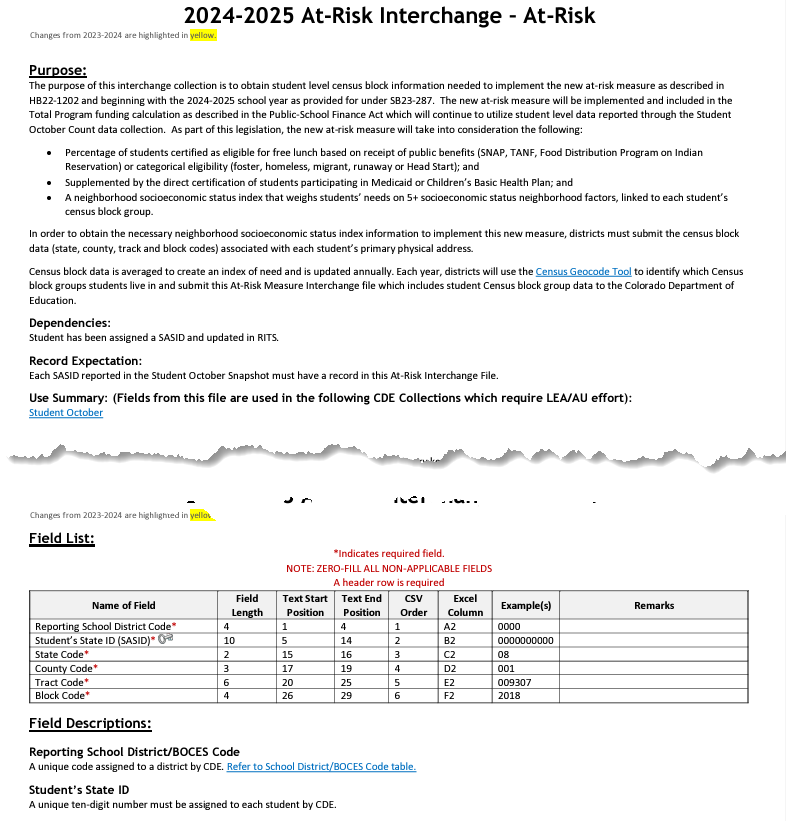 2024-2025 At-Risk Interchange - At-Risk
Changes from 2023-2024 are highlighted in yellow.
Purpose:
The purpose of this interchange collection is to obtain student level census block information needed to implement the new at-risk measure as described in
HB22-1202 and beginning with the 2024-2025 school year as provided for under SB23-287. The new at-risk measure will be implemented and included in the
Total Program funding calculation as described in the Public-School Finance Act which will continue to utilize student level data reported through the Student
October Count data collection. As part of this legislation, the new at-risk measure will take into consideration the following:
• Percentage of students certified as eligible for free lunch based on receipt of public benefits (SNAP, TANF, Food Distribution Program on Indian
Reservation) or categorical eligibility (foster, homeless, migrant, runaway or Head Start); and
• Supplemented by the direct certification of students participating in Medicaid or Children's Basic Health Plan; and
• A neighborhood socioeconomic status index that weighs students' needs on 5+ socioeconomic status neighborhood factors, linked to each student's
census block group.
In order to obtain the necessary neighborhood socioeconomic status index information to implement this new measure, districts must submit the census block
data (state, county, track and block codes) associated with each student's primary physical address.
Census block data is averaged to create an index of need and is updated annually. Each year, districts will use the Census Geocode Tool to identify which Census
block groups students live in and submit this At-Risk Measure Interchange file which includes student Census block group data to the Colorado Department of
Education.
Dependencies:
Student has been assigned a SASID and updated in RITS.
Record Expectation:
Each SASID reported in the Student October Snapshot must have a record in this At-Risk Interchange File.
Use Summary: (Fields from this file are used in the following CDE Collections which require LEA/AU effort):
Student October
Changes from 2023-2024 are highlighted in
Field List:
*Indicates required field.
NOTE: ZERO-FILL ALL NON-APPLICABLE FIELDS
A header row is required
Name of Field Field Length Text Start Position Text End Position CSV Order Excel Column Example(s) Remarks
Reporting School District Code* 4 1 4 1 A2 0000
Student's State ID (SASID)* 10 5 14 2 B2 0000000000
State Code* 2 15 16 3 C2 08
County Code* 3 17 19 4 D2 001
Tract Code* 6 20 25 5 E2 009307
Block Code* 4 26 29 6 F2 2018
Field Descriptions:
Reporting School District/BOCES Code
A unique code assigned to a district by CDE. Refer to School District/BOCES Code table.
Student's State ID
A unique ten-digit number must be assigned to each student by CDE.